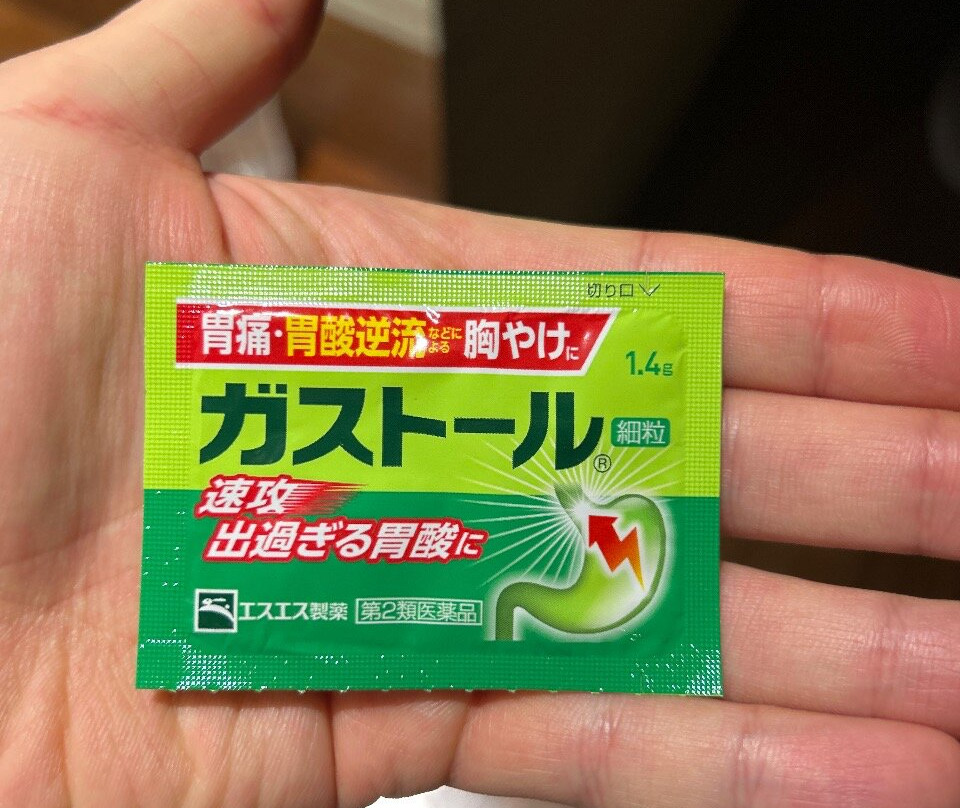 切り口
胃痛・胃酸逆流などによる胸やけに
1.4g
ガストール® 細粒
速攻
出過ぎる胃酸に
エスエス製薬 第2類医薬品